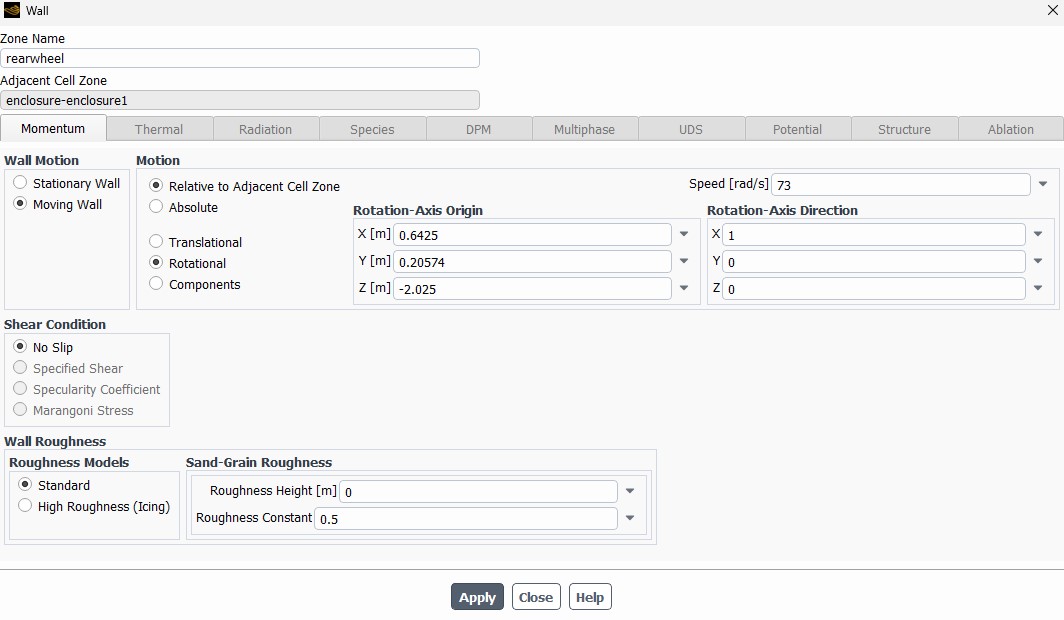 Wall
Zone Name
rearwheel
Adjacent Cell Zone
enclosure-enclosure1
Momentum Thermal Radiation Species DPM Multiphase UDS Potential Structure Ablation
Wall Motion
Stationary Wall
Moving Wall
Motion
Relative to Adjacent Cell Zone
Absolute
Translational
Rotational
Components
Speed [rad/s] 73
Rotation-Axis Origin
X [m] 0.6425
Y [m] 0.20574
Z [m] -2.025
Rotation-Axis Direction
X 1
Y 0
Z 0
Shear Condition
No Slip
Specified Shear
Specularity Coefficient
Marangoni Stress
Wall Roughness
Roughness Models
Standard
High Roughness (Icing)
Sand-Grain Roughness
Roughness Height [m] 0
Roughness Constant 0.5
Apply Close Help